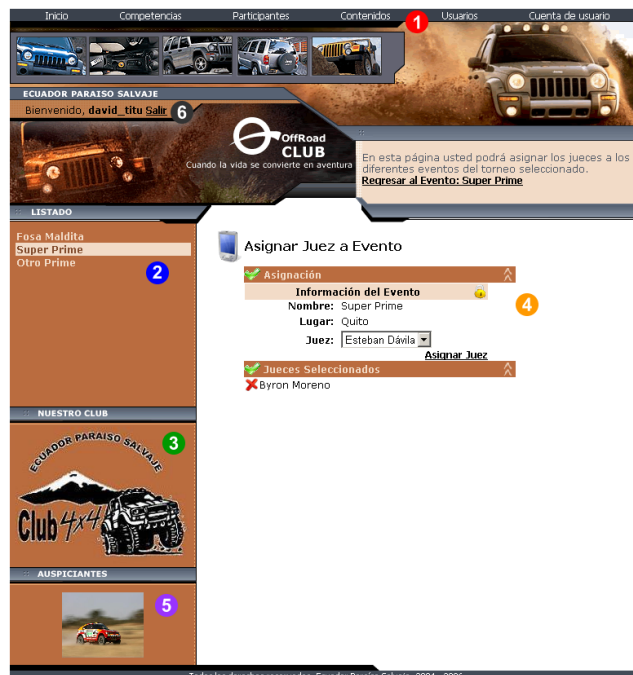 Inicio Competencias Participantes Contenidos Usuarios Cuenta de usuario
1
ECUADOR PARAISO SALVAJE
Bienvenido, david_titu Salir 6
OffRoad
CLUB
Cuando la vida se convierte en aventura
En esta página usted podrá asignar los jueces a los
diferentes eventos del torneo seleccionado.
Regresar al Evento: Super Prime
LISTADO
Fosa Maldita
Super Prime
Otro Prime
2
Asignar Juez a Evento
Asignación
Información del Evento
4
Nombre: Super Prime
Lugar: Quito
Juez: Esteban Dávila
Asignar Juez
Jueces Seleccionados
Byron Moreno
NUESTRO CLUB
3
ECUADOR PARAISO SALVAJE
Club 4x4
AUSPICIANTES
5